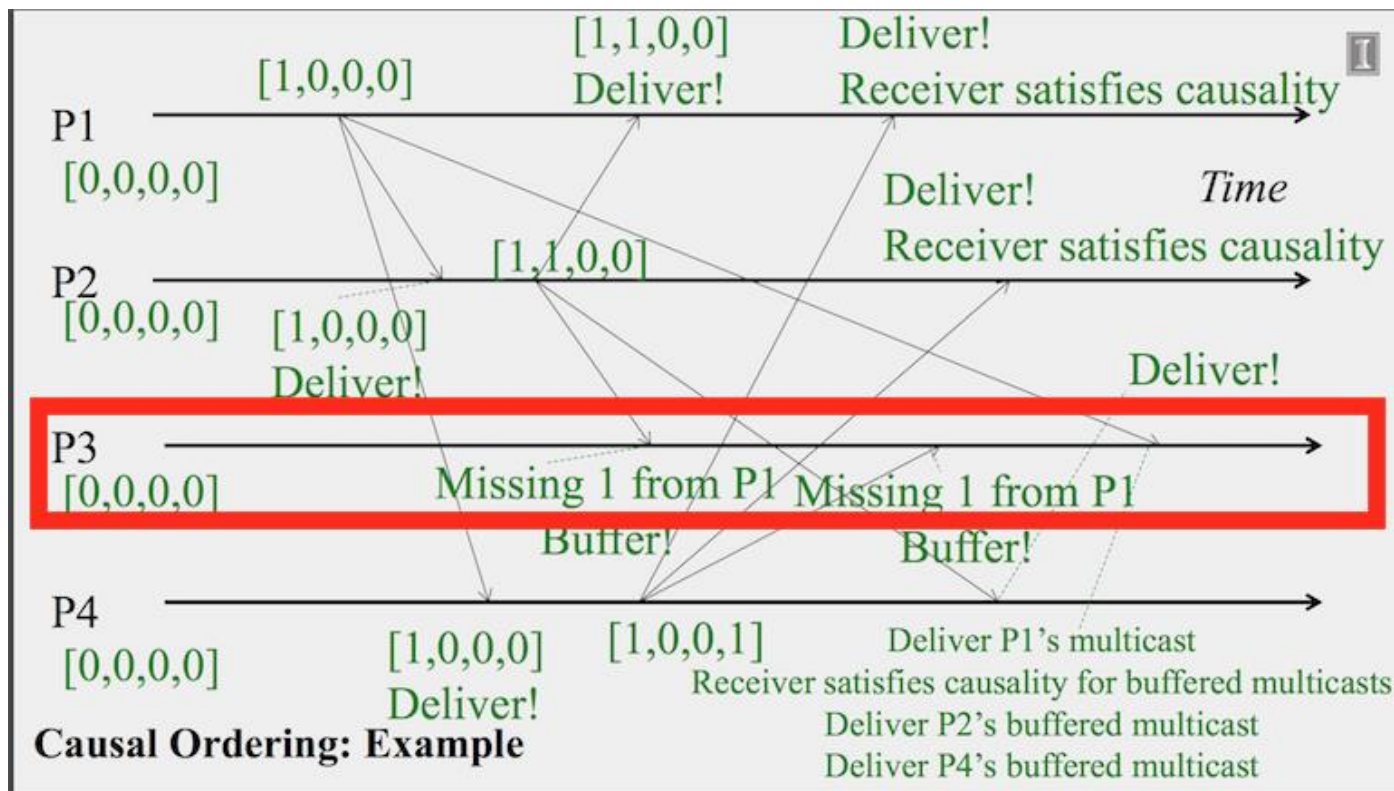 [1,1,0,0]
Deliver!
Deliver!
Receiver satisfies causality
[1,0,0,0]
P1
[0,0,0,0]
Time
Deliver!
Receiver satisfies causality
P2
[0,0,0,0]
[1,1,0,0]
[1,0,0,0]
Deliver!
Deliver!
P3
[0,0,0,0]
Missing 1 from P1
Buffer!
Missing 1 from P1
Buffer!
P4
[0,0,0,0]
[1,0,0,0]
Deliver!
[1,0,0,1]
Deliver P1's multicast
Receiver satisfies causality for buffered multicasts
Deliver P2's buffered multicast
Deliver P4's buffered multicast
Causal Ordering: Example